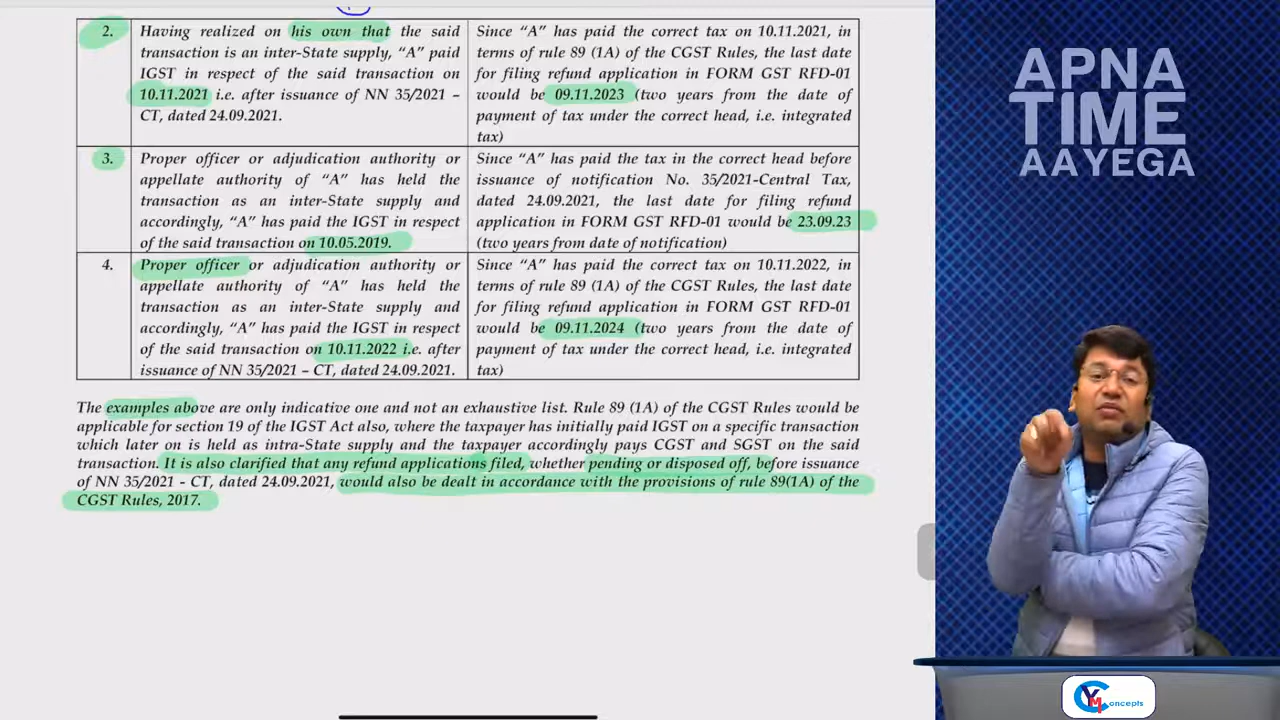 2. Having realized on his own that the said
transaction is an inter-State supply, “A” paid
IGST in respect of the said transaction on
10.11.2021 i.e. after issuance of NN 35/2021 –
CT, dated 24.09.2021.
Since “A” has paid the correct tax on 10.11.2021, in
terms of rule 89 (1A) of the CGST Rules, the last date
for filing refund application in FORM GST RFD-01
would be 09.11.2023 (two years from the date of
payment of tax under the correct head, i.e. integrated
tax)
3. Proper officer or adjudication authority or
appellate authority of “A” has held the
transaction as an inter-State supply and
accordingly, “A” has paid the IGST in respect
of the said transaction on 10.05.2019.
Since “A” has paid the tax in the correct head before
issuance of notification No. 35/2021-Central Tax,
dated 24.09.2021, the last date for filing refund
application in FORM GST RFD-01 would be 23.09.23
(two years from date of notification)
4. Proper officer or adjudication authority or
appellate authority of “A” has held the
transaction as an inter-State supply and
accordingly, “A” has paid the IGST in respect
of the said transaction on 10.11.2022 i.e. after
issuance of NN 35/2021 – CT, dated 24.09.2021.
Since “A” has paid the correct tax on 10.11.2022, in
terms of rule 89 (1A) of the CGST Rules, the last date
for filing refund application in FORM GST RFD-01
would be 09.11.2024 (two years from the date of
payment of tax under the correct head, i.e. integrated
tax)
The examples above are only indicative one and not an exhaustive list. Rule 89 (1A) of the CGST Rules would be
applicable for section 19 of the IGST Act also, where the taxpayer has initially paid IGST on a specific transaction
which later on is held as intra-State supply and the taxpayer accordingly pays CGST and SGST on the said
transaction. It is also clarified that any refund applications filed, whether pending or disposed off, before issuance
of NN 35/2021 - CT, dated 24.09.2021, would also be dealt in accordance with the provisions of rule 89(1A) of the
CGST Rules, 2017.
APNA
TIME
AAYEGA
YM Concepts